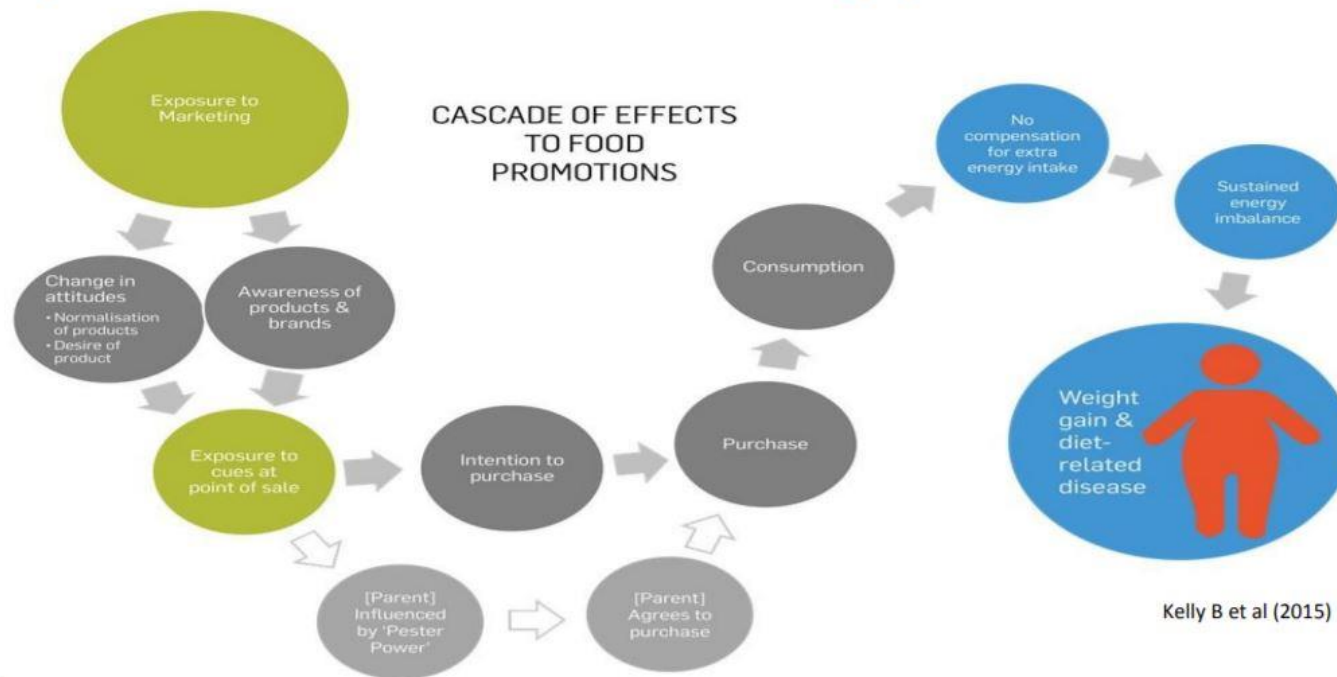 CASCADE OF EFFECTS
TO FOOD
PROMOTIONS
Exposure to
Marketing
Change in
attitudes
• Normalisation
of products
• Desire of
product
Awareness of
products &
brands
Exposure to
cues at
point of sale
Intention to
purchase
[Parent]
Influenced
by 'Pester
Power'
[Parent]
Agrees to
purchase
Purchase
Consumption
No
compensation
for extra
energy intake
Sustained
energy
imbalance
Weight
gain &
diet-
related
disease
Kelly B et al (2015)